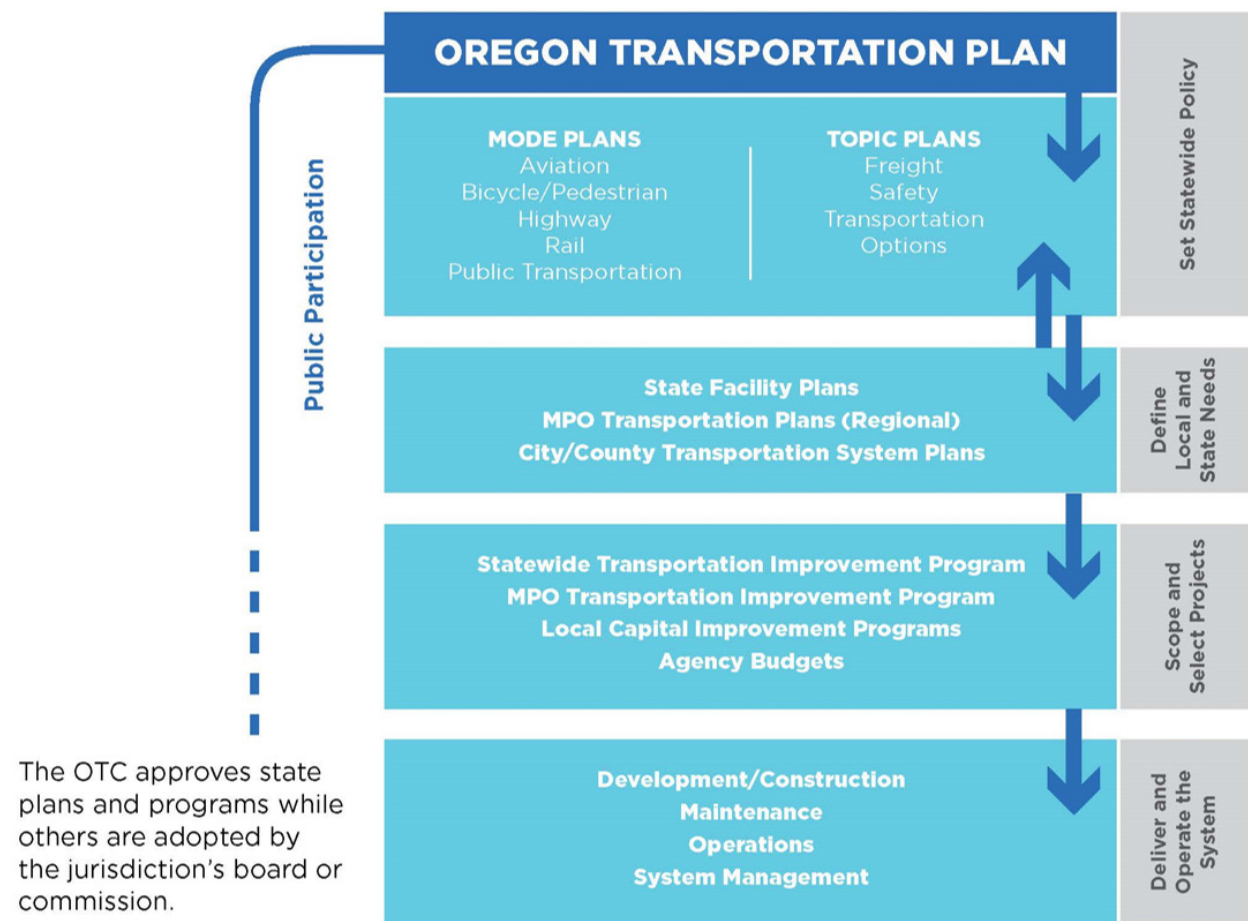 OREGON TRANSPORTATION PLAN
MODE PLANS
Aviation
Bicycle/Pedestrian
Highway
Rail
Public Transportation
TOPIC PLANS
Freight
Safety
Transportation
Options
Set Statewide Policy
Public Participation
State Facility Plans
MPO Transportation Plans (Regional)
City/County Transportation System Plans
Define
Local and
State Needs
Statewide Transportation Improvement Program
MPO Transportation Improvement Program
Local Capital Improvement Programs
Agency Budgets
Scope and
Select Projects
Development/Construction
Maintenance
Operations
System Management
Deliver and
Operate the
System
The OTC approves state
plans and programs while
others are adopted by
the jurisdiction’s board or
commission.